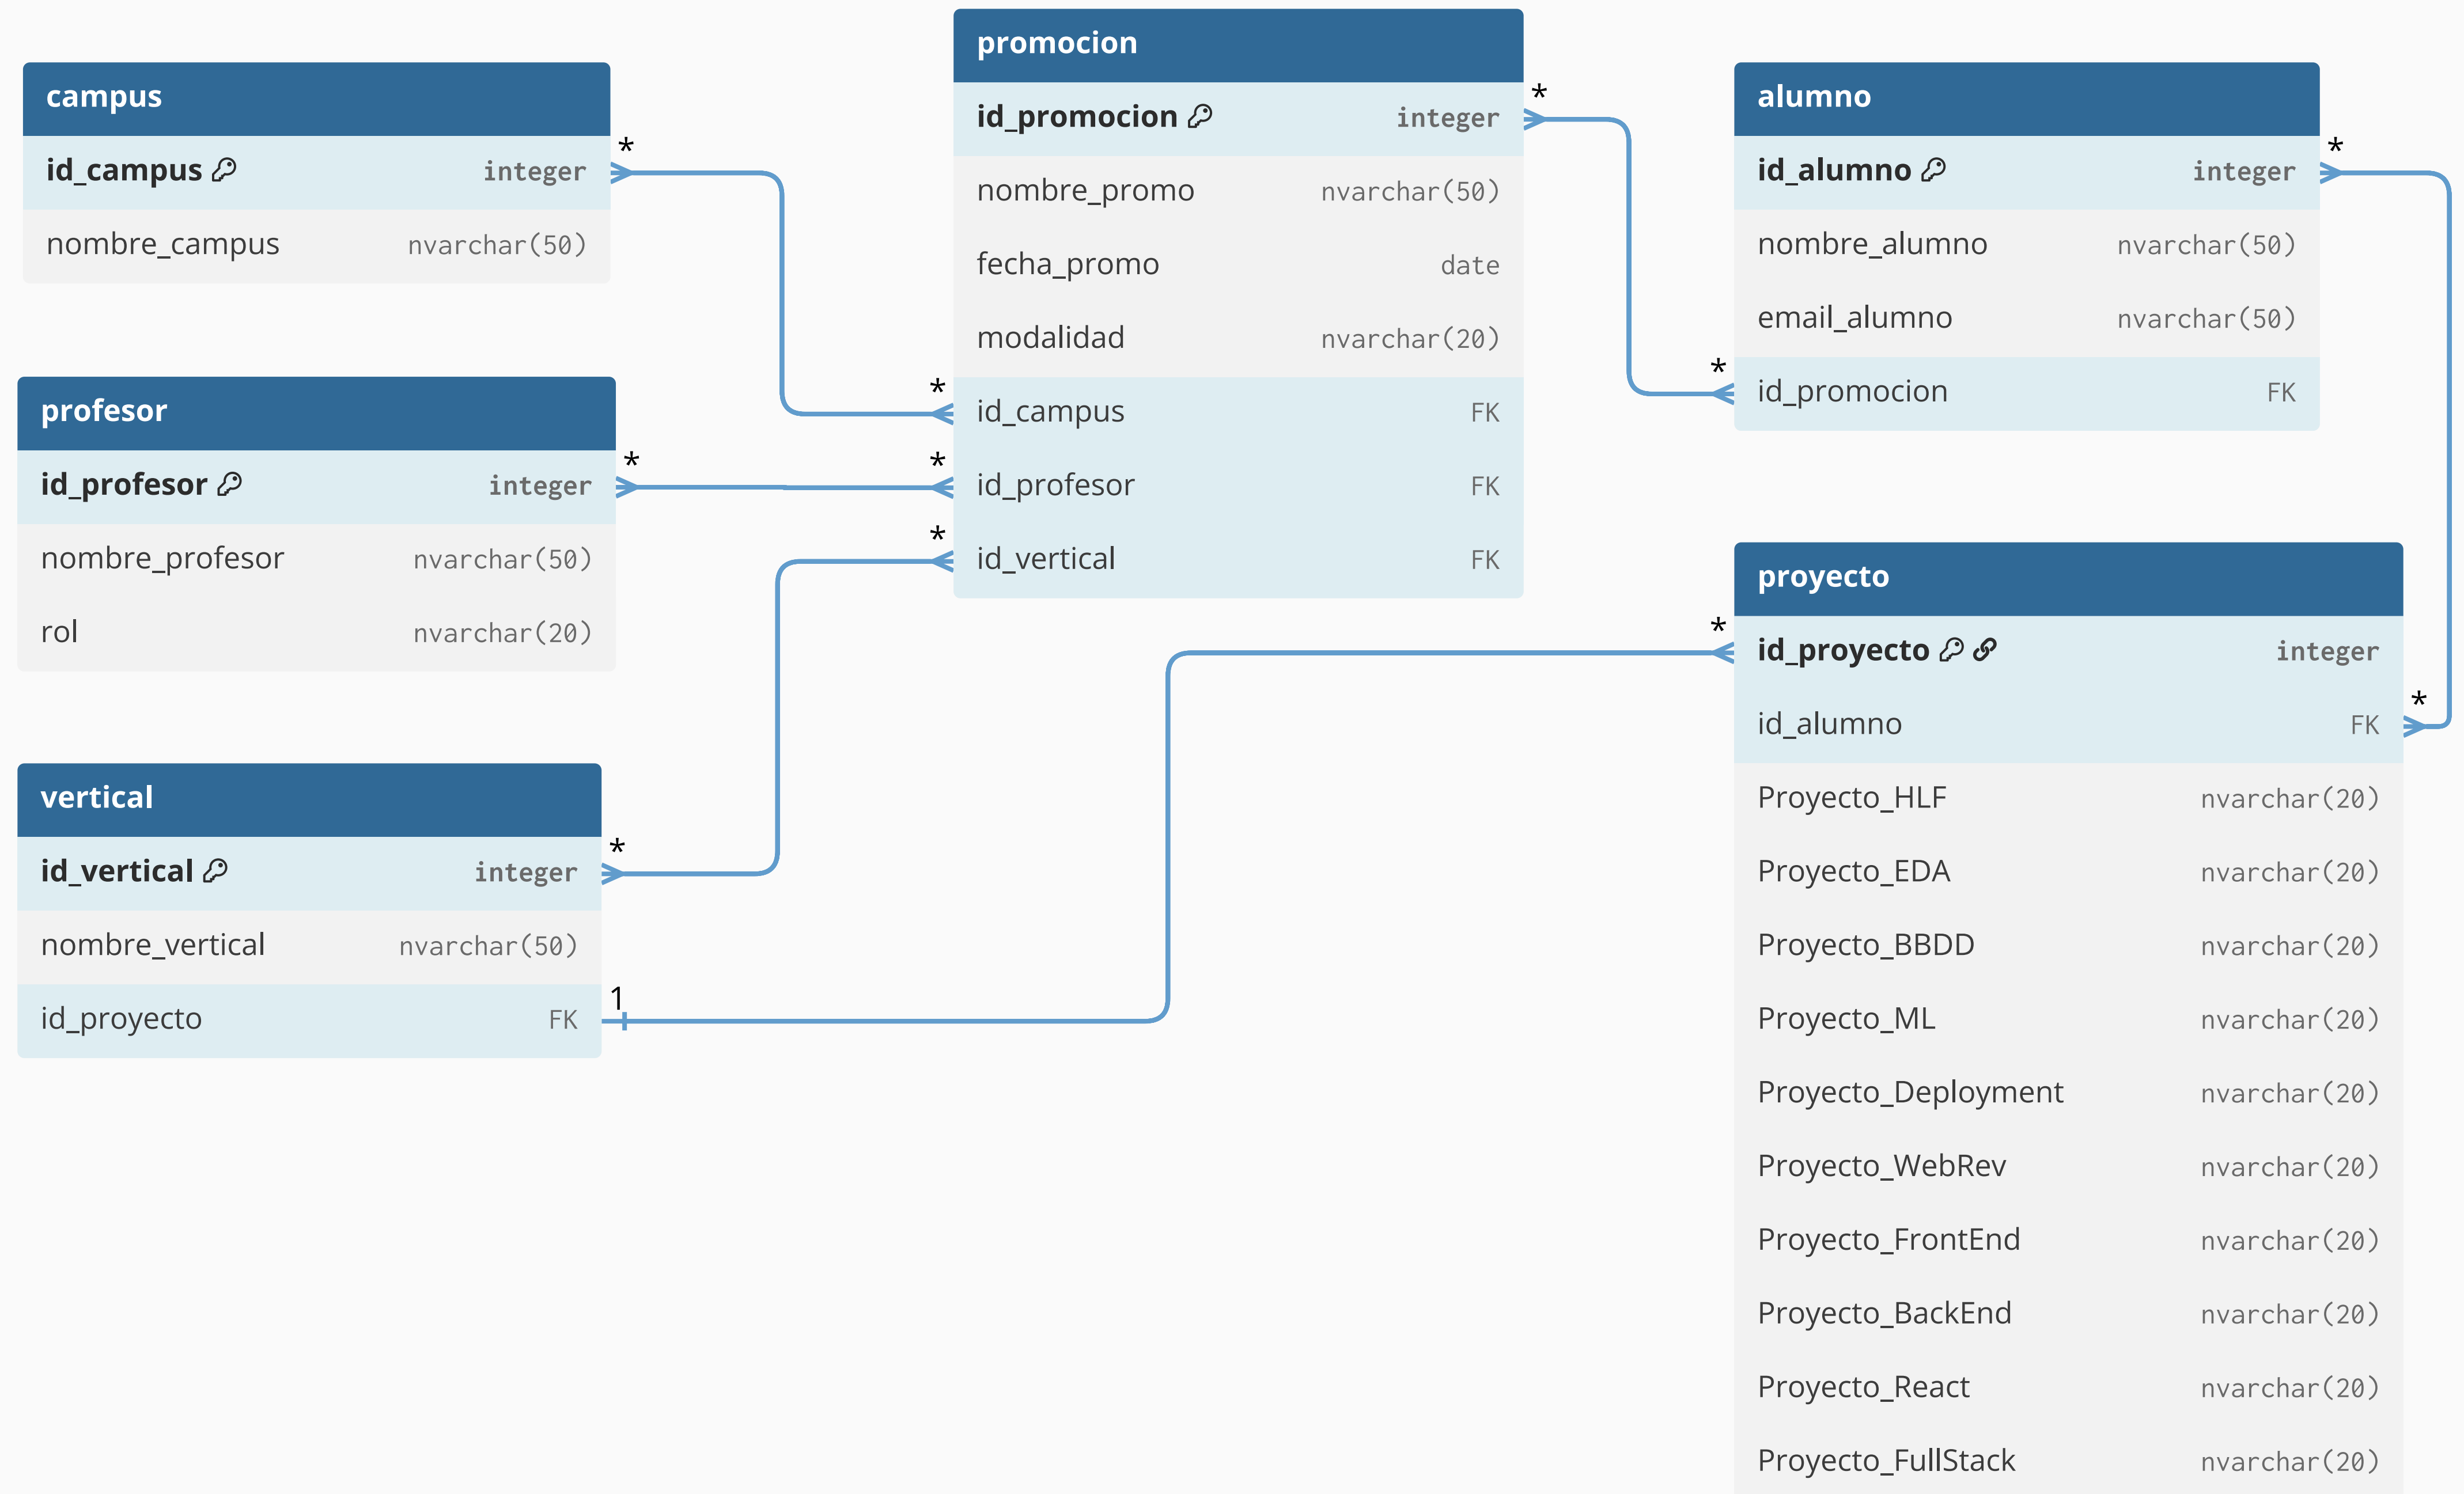 campus
id_campus integer
nombre_campus nvarchar(50)
*
profesor
id_profesor integer
nombre_profesor nvarchar(50)
rol nvarchar(20)
*
vertical
id_vertical integer
nombre_vertical nvarchar(50)
id_proyecto FK
*
1
promocion
id_promocion integer
nombre_promo nvarchar(50)
fecha_promo date
modalidad nvarchar(20)
id_campus FK
id_profesor FK
id_vertical FK
*
*
*
*
alumno
id_alumno integer
nombre_alumno nvarchar(50)
email_alumno nvarchar(50)
id_promocion FK
*
*
proyecto
id_proyecto integer
id_alumno FK
Proyecto_HLF nvarchar(20)
Proyecto_EDA nvarchar(20)
Proyecto_BBDD nvarchar(20)
Proyecto_ML nvarchar(20)
Proyecto_Deployment nvarchar(20)
Proyecto_WebRev nvarchar(20)
Proyecto_FrontEnd nvarchar(20)
Proyecto_BackEnd nvarchar(20)
Proyecto_React nvarchar(20)
Proyecto_FullStack nvarchar(20)
*
*